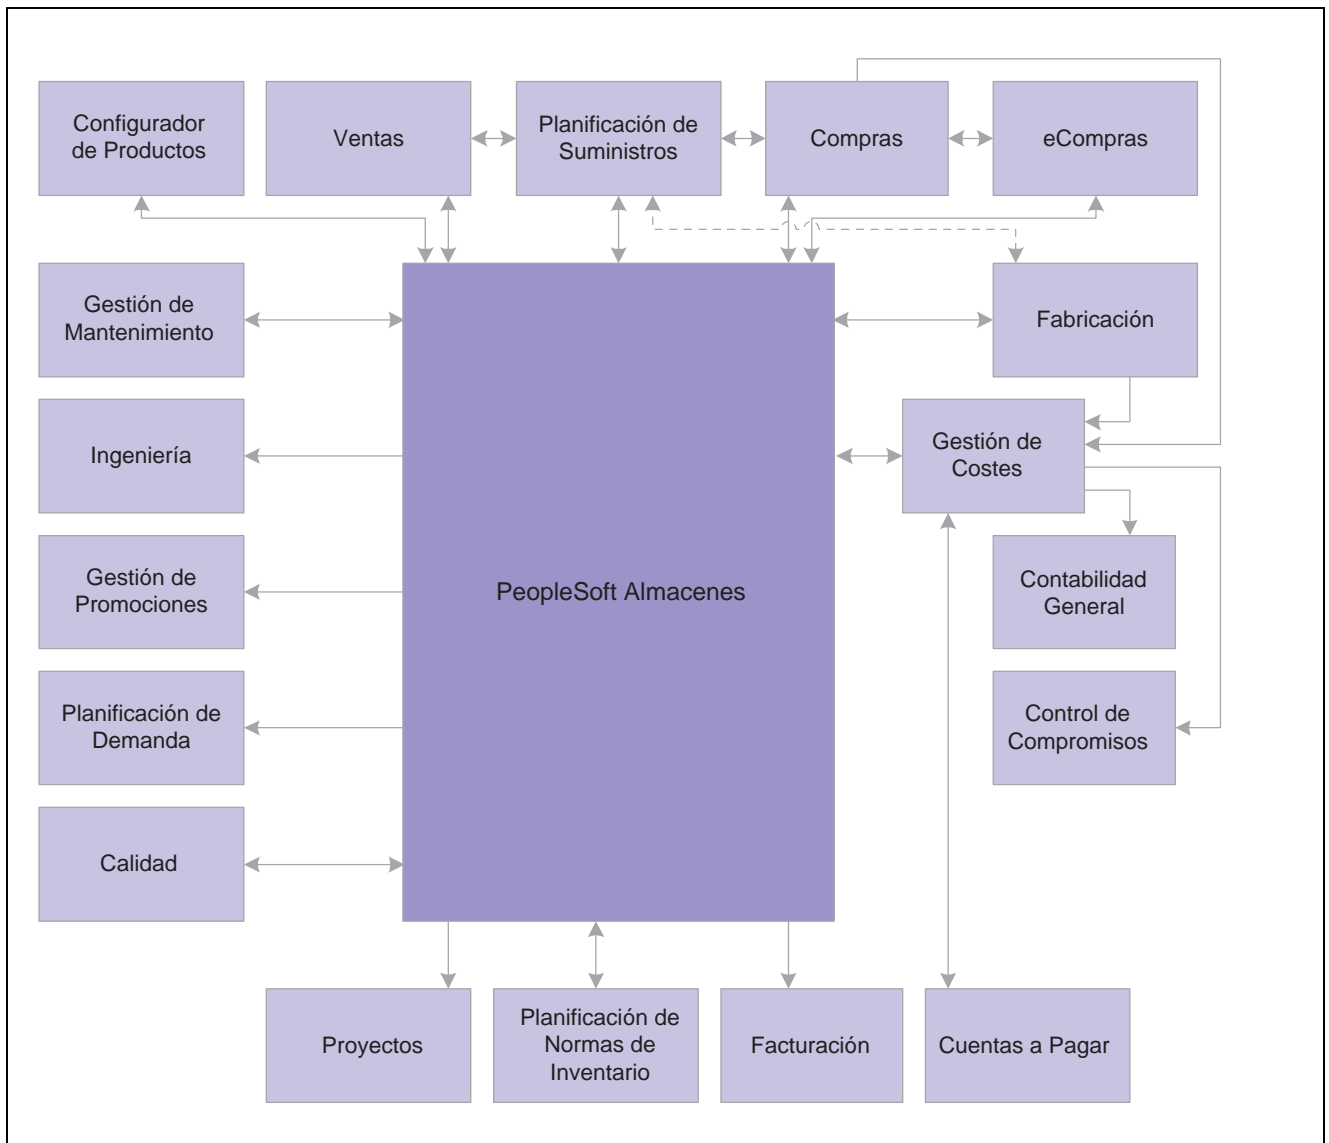 Configurador
de Productos
Ventas
Planificación de
Suministros
Compras
eCompras
Gestión de
Mantenimiento
Fabricación
Ingeniería
Gestión de
Costes
Gestión de
Promociones
PeopleSoft Almacenes
Contabilidad
General
Planificación de
Demanda
Control de
Compromisos
Calidad
Proyectos
Planificación de
Normas de
Inventario
Facturación
Cuentas a Pagar